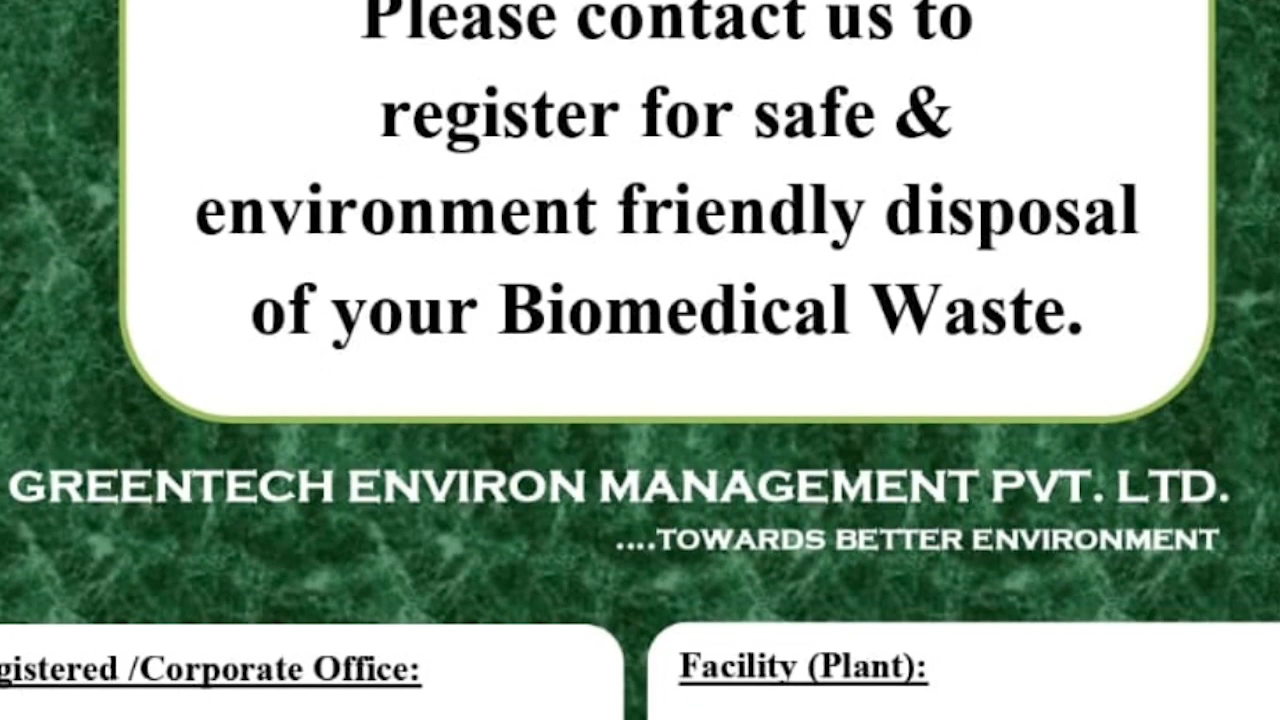 Please contact us to
register for safe &
environment friendly disposal
of your Biomedical Waste.
GREENTECH ENVIRON MANAGEMENT PVT. LTD.
....TOWARDS BETTER ENVIRONMENT
gistered /Corporate Office:
Facility (Plant):